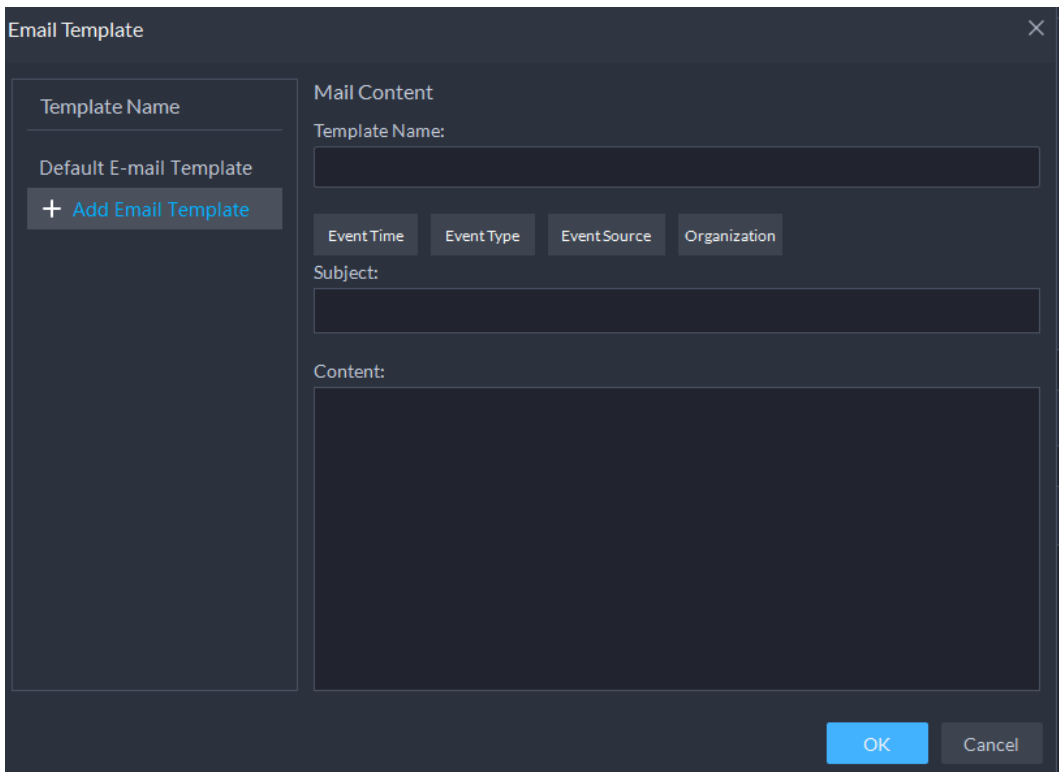 Email Template
Template Name
Default E-mail Template
Add Email Template
Mail Content
Template Name:
Event Time Event Type Event Source Organization
Subject:
Content:
OK Cancel